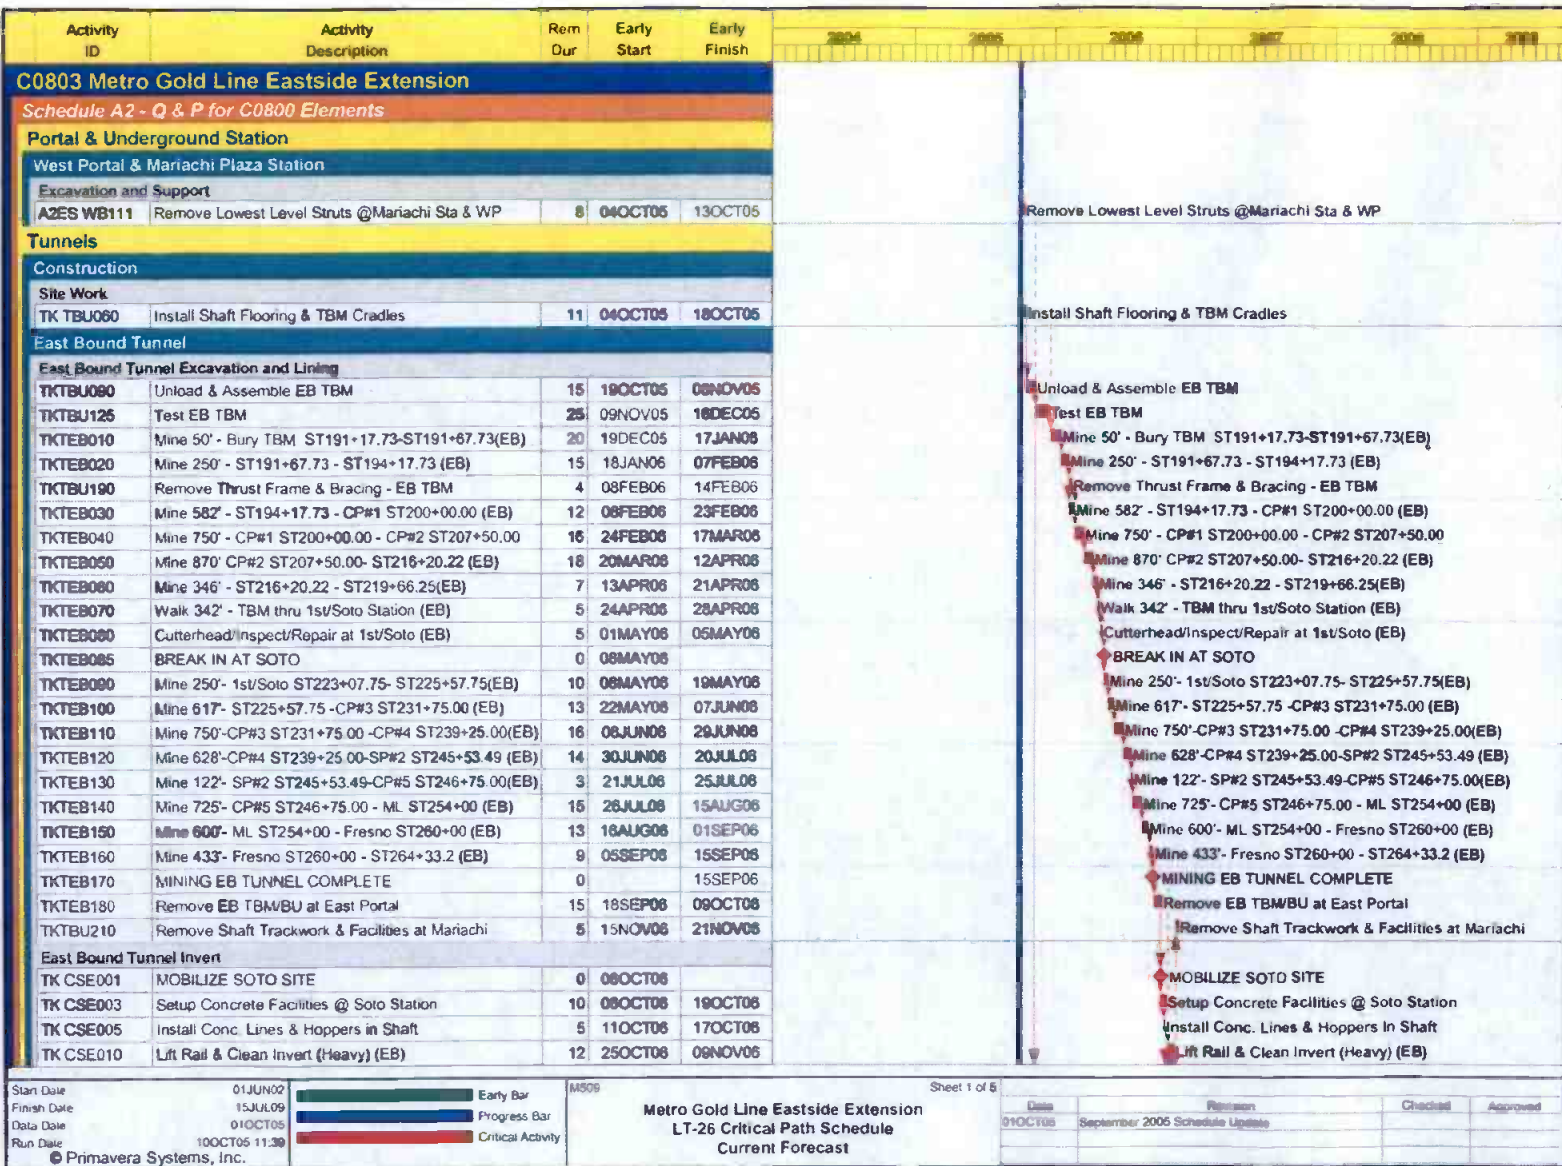 Activity ID Activity Description Rem Dur Early Start Early Finish 2004 2005 2006 2007 2008 2009
C0803 Metro Gold Line Eastside Extension
Schedule A2 - Q & P for C0800 Elements
Portal & Underground Station
West Portal & Mariachi Plaza Station
Excavation and Support
A2ES WB111 Remove Lowest Level Struts @Mariachi Sta & WP 8 04OCT05 13OCT05 Remove Lowest Level Struts @Mariachi Sta & WP
Tunnels
Construction
Site Work
TK TBU060 Install Shaft Flooring & TBM Cradles 11 04OCT05 18OCT05 Install Shaft Flooring & TBM Cradles
East Bound Tunnel
East Bound Tunnel Excavation and Lining
TKTBU090 Unload & Assemble EB TBM 15 19OCT05 08NOV05 Unload & Assemble EB TBM
TKTBU125 Test EB TBM 25 09NOV05 16DEC05 Test EB TBM
TKTEB010 Mine 50' - Bury TBM ST191+17.73-ST191+67.73(EB) 20 19DEC05 17JAN06 Mine 50' - Bury TBM ST191+17.73-ST191+67.73(EB)
TKTEB020 Mine 250' - ST191+67.73 - ST194+17.73 (EB) 15 18JAN06 07FEB06 Mine 250' - ST191+67.73 - ST194+17.73 (EB)
TKTBU190 Remove Thrust Frame & Bracing - EB TBM 4 08FEB06 14FEB06 Remove Thrust Frame & Bracing - EB TBM
TKTEB030 Mine 582' - ST194+17.73 - CP#1 ST200+00.00 (EB) 12 08FEB06 23FEB06 Mine 582' - ST194+17.73 - CP#1 ST200+00.00 (EB)
TKTEB040 Mine 750' - CP#1 ST200+00.00 - CP#2 ST207+50.00 16 24FEB06 17MAR06 Mine 750' - CP#1 ST200+00.00 - CP#2 ST207+50.00
TKTEB050 Mine 870' CP#2 ST207+50.00- ST216+20.22 (EB) 18 20MAR06 12APR06 Mine 870' CP#2 ST207+50.00- ST216+20.22 (EB)
TKTEB060 Mine 346' - ST216+20.22 - ST219+66.25(EB) 7 13APR06 21APR06 Mine 346' - ST216+20.22 - ST219+66.25(EB)
TKTEB070 Walk 342' - TBM thru 1st/Soto Station (EB) 5 24APR06 28APR06 Walk 342' - TBM thru 1st/Soto Station (EB)
TKTEB080 Cutterhead/Inspect/Repair at 1st/Soto (EB) 5 01MAY06 05MAY06 Cutterhead/Inspect/Repair at 1st/Soto (EB)
TKTEB085 BREAK IN AT SOTO 0 08MAY06 BREAK IN AT SOTO
TKTEB090 Mine 250'- 1st/Soto ST223+07.75- ST225+57.75(EB) 10 08MAY06 19MAY06 Mine 250'- 1st/Soto ST223+07.75- ST225+57.75(EB)
TKTEB100 Mine 617'- ST225+57.75 -CP#3 ST231+75.00 (EB) 13 22MAY06 07JUN06 Mine 617'- ST225+57.75 -CP#3 ST231+75.00 (EB)
TKTEB110 Mine 750'-CP#3 ST231+75.00 -CP#4 ST239+25.00(EB) 16 08JUN06 29JUN06 Mine 750'-CP#3 ST231+75.00 -CP#4 ST239+25.00(EB)
TKTEB120 Mine 628'-CP#4 ST239+25.00-SP#2 ST245+53.49 (EB) 14 30JUN06 20JUL06 Mine 628'-CP#4 ST239+25.00-SP#2 ST245+53.49 (EB)
TKTEB130 Mine 122'- SP#2 ST245+53.49-CP#5 ST246+75.00(EB) 3 21JUL06 25JUL06 Mine 122'- SP#2 ST245+53.49-CP#5 ST246+75.00(EB)
TKTEB140 Mine 725'- CP#5 ST246+75.00 - ML ST254+00 (EB) 15 26JUL06 15AUG06 Mine 725'- CP#5 ST246+75.00 - ML ST254+00 (EB)
TKTEB150 Mine 600'- ML ST254+00 - Fresno ST260+00 (EB) 13 16AUG06 01SEP06 Mine 600'- ML ST254+00 - Fresno ST260+00 (EB)
TKTEB160 Mine 433'- Fresno ST260+00 - ST264+33.2 (EB) 9 05SEP06 15SEP06 Mine 433'- Fresno ST260+00 - ST264+33.2 (EB)
TKTEB170 MINING EB TUNNEL COMPLETE 0 15SEP06 MINING EB TUNNEL COMPLETE
TKTEB180 Remove EB TBM/BU at East Portal 15 18SEP06 09OCT06 Remove EB TBM/BU at East Portal
TKTBU210 Remove Shaft Trackwork & Facilities at Mariachi 5 15NOV06 21NOV06 Remove Shaft Trackwork & Facilities at Mariachi
East Bound Tunnel Invert
TK CSE001 MOBILIZE SOTO SITE 0 06OCT06 MOBILIZE SOTO SITE
TK CSE003 Setup Concrete Facilities @ Soto Station 10 06OCT06 19OCT06 Setup Concrete Facilities @ Soto Station
TK CSE005 Install Conc. Lines & Hoppers in Shaft 5 11OCT06 17OCT06 Install Conc. Lines & Hoppers In Shaft
TK CSE010 Lift Rail & Clean Invert (Heavy) (EB) 12 25OCT06 09NOV06 Lift Rail & Clean Invert (Heavy) (EB)
Start Date 01JUN02
Finish Date 15JUL09
Data Date 01OCT05
Run Date 10OCT05 11:39
© Primavera Systems, Inc.
Early Bar
Progress Bar
Critical Activity
M509
Sheet 1 of 5
Metro Gold Line Eastside Extension
LT-26 Critical Path Schedule
Current Forecast
Date Revision Checked Approved
01OCT05 September 2005 Schedule Update